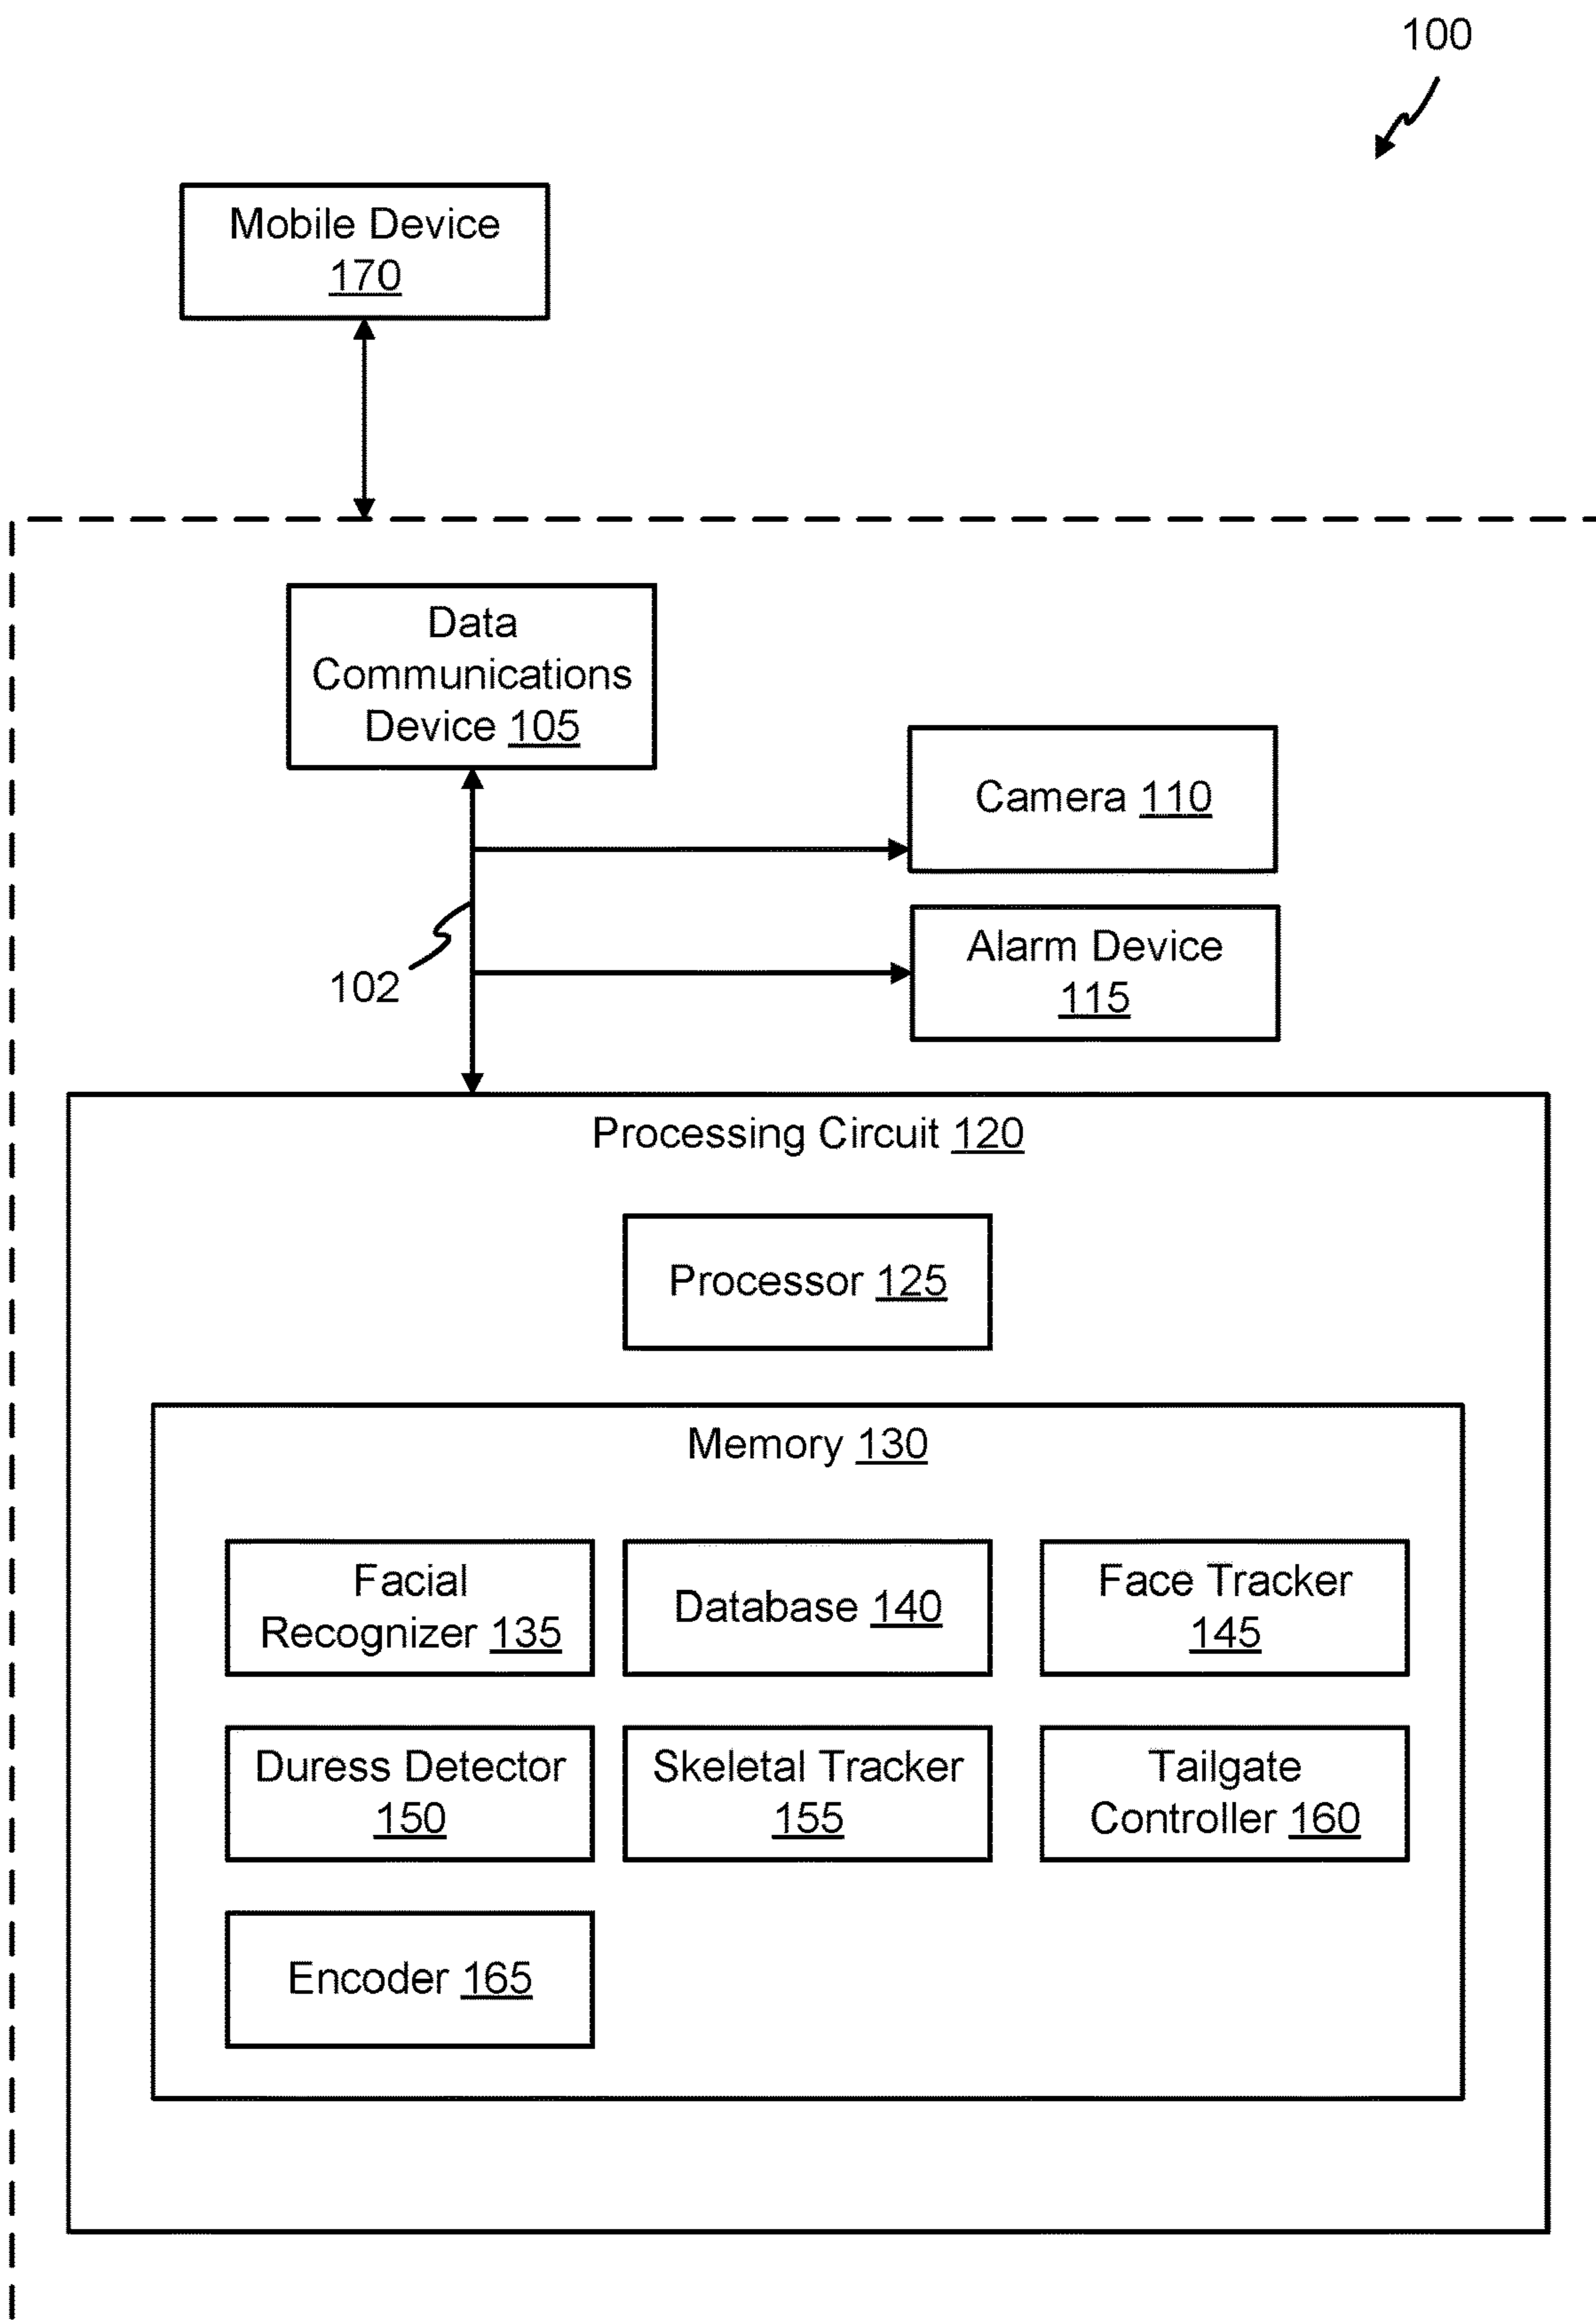 100
Mobile Device
170
Data
Communications
Device 105
Camera 110
Alarm Device
115
102
Processing Circuit 120
Processor 125
Memory 130
Facial
Recognizer 135
Database 140
Face Tracker
145
Duress Detector
150
Skeletal Tracker
155
Tailgate
Controller 160
Encoder 165